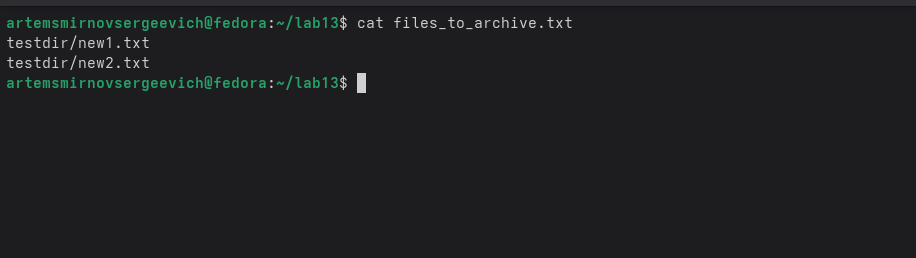 artemsmirnovsergeevich@fedora:~/lab13$ cat files_to_archive.txt
testdir/new1.txt
testdir/new2.txt
artemsmirnovsergeevich@fedora:~/lab13$